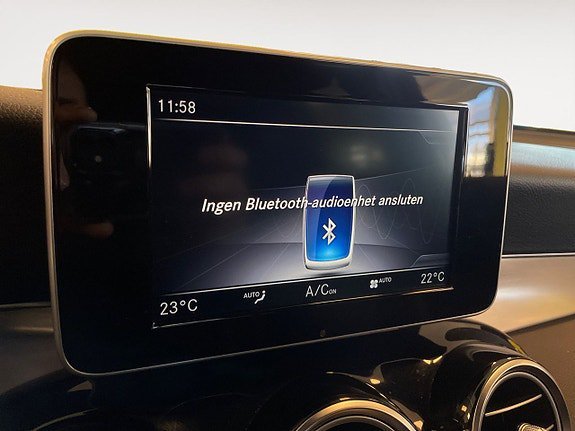 11:58
Ingen Bluetooth-audioenhet ansluten
23°C AUTO A/C ON AUTO 22°C